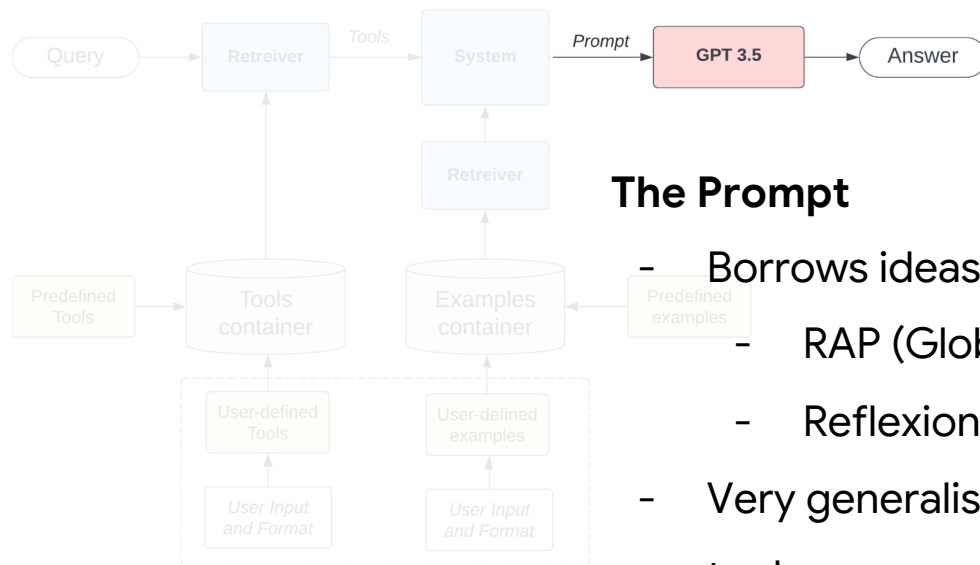 Query
Retreiver
Tools
System
Prompt
GPT 3.5
Answer
Retreiver
The Prompt
- Borrows ideas
- RAP (Glob
- Reflexion
- Very generalis
Predefined
Tools
Tools
container
Examples
container
Predefined
examples
User-defined
Tools
User-defined
examples
User Input
and Format
User Input
and Format